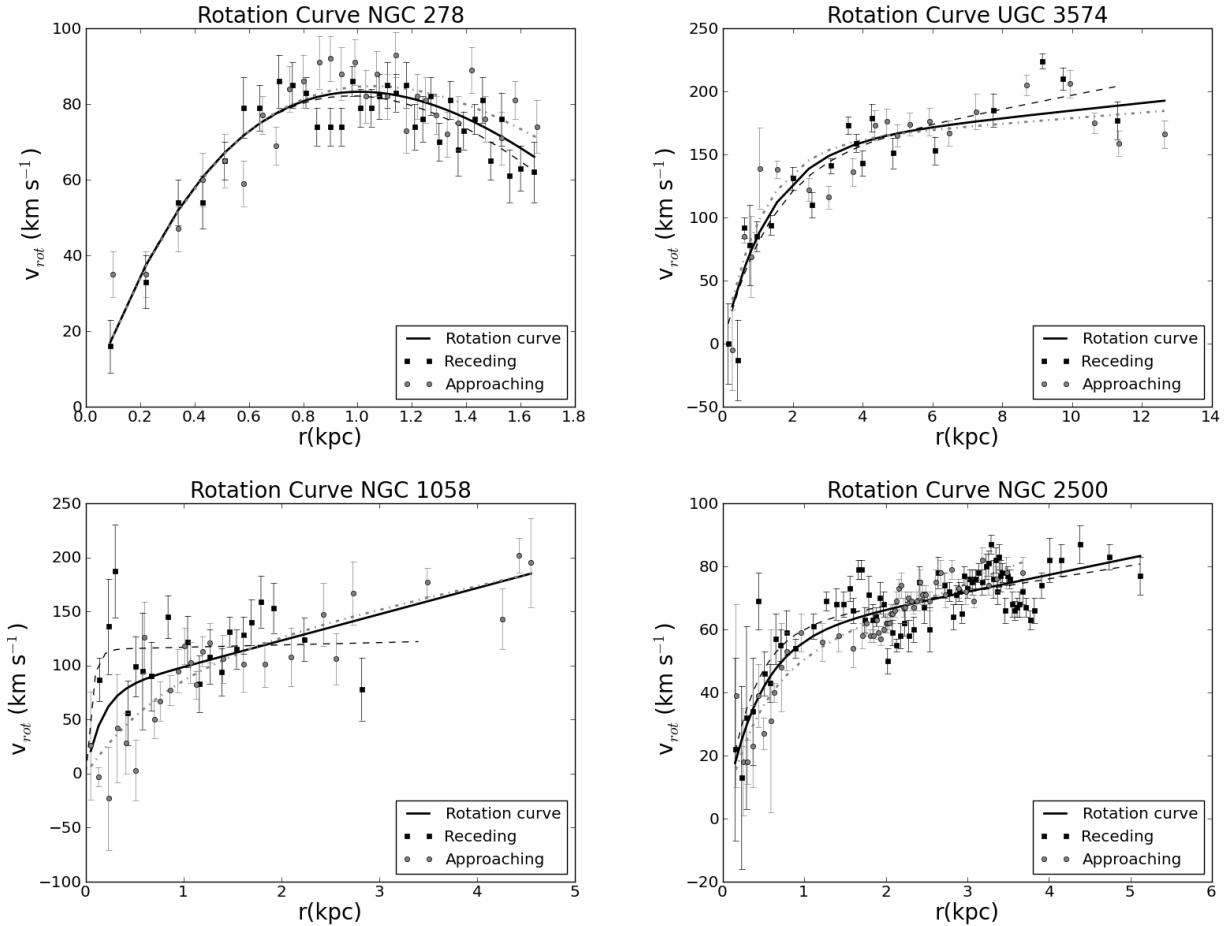 Rotation Curve NGC 278
v_rot (km s⁻¹)
100
80
60
40
20
0
Rotation curve
Receding
Approaching
0.0 0.2 0.4 0.6 0.8 1.0 1.2 1.4 1.6 1.8
r(kpc)
Rotation Curve UGC 3574
v_rot (km s⁻¹)
250
200
150
100
50
0
−50
Rotation curve
Receding
Approaching
0 2 4 6 8 10 12 14
r(kpc)
Rotation Curve NGC 1058
v_rot (km s⁻¹)
250
200
150
100
50
0
−50
−100
Rotation curve
Receding
Approaching
0 1 2 3 4 5
r(kpc)
Rotation Curve NGC 2500
v_rot (km s⁻¹)
100
80
60
40
20
0
−20
Rotation curve
Receding
Approaching
0 1 2 3 4 5 6
r(kpc)